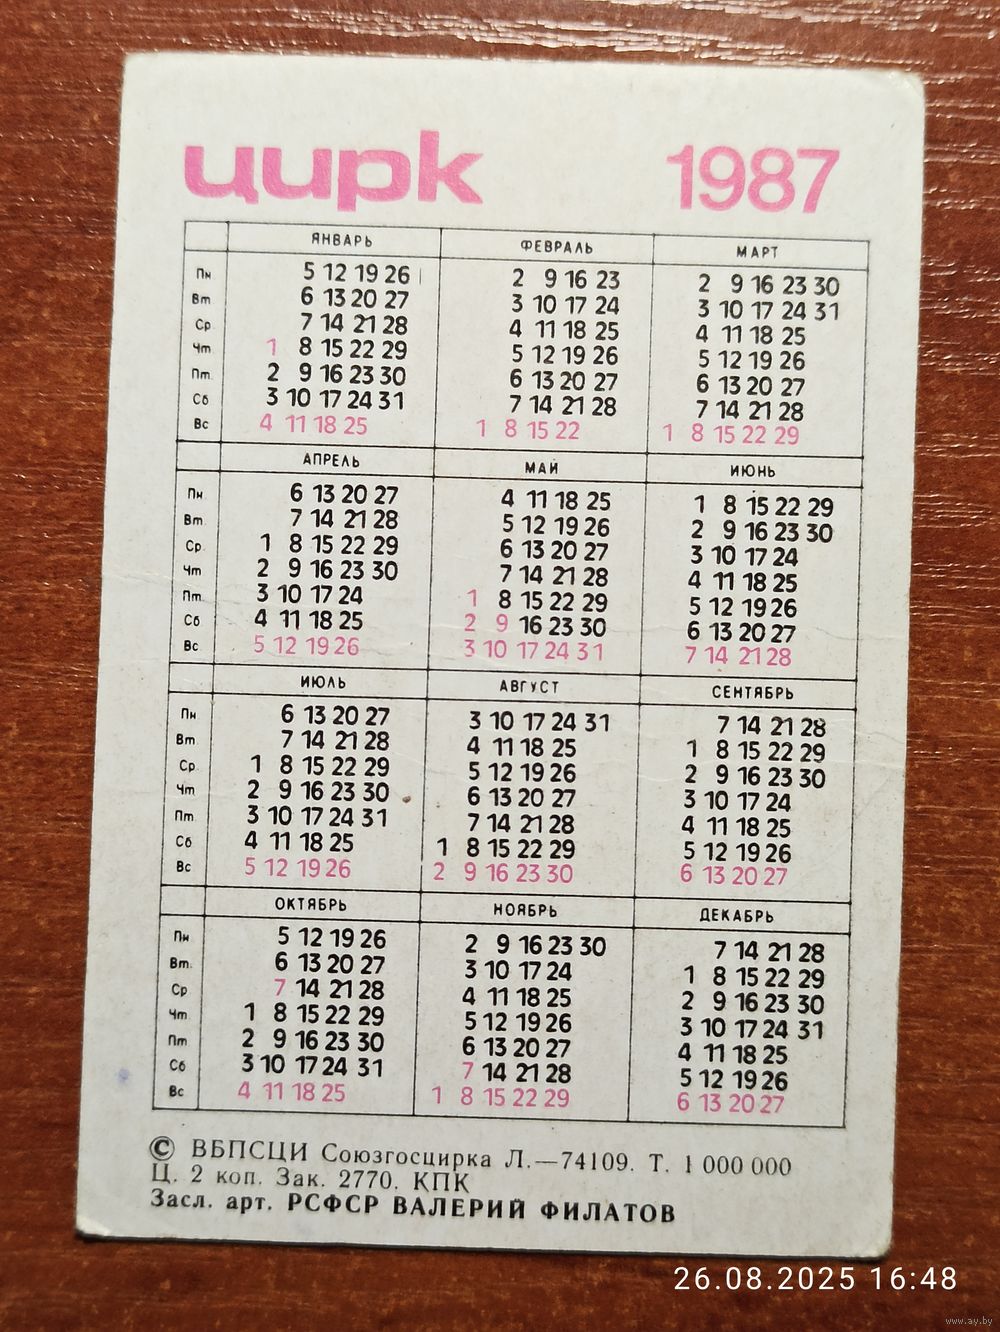 цирк 1987
ЯНВАРЬ ФЕВРАЛЬ МАРТ
Пн 5 12 19 26 2 9 16 23 2 9 16 23 30
Вт 6 13 20 27 3 10 17 24 3 10 17 24 31
Ср 7 14 21 28 4 11 18 25 4 11 18 25
Чт 1 8 15 22 29 5 12 19 26 5 12 19 26
Пт 2 9 16 23 30 6 13 20 27 6 13 20 27
Сб 3 10 17 24 31 7 14 21 28 7 14 21 28
Вс 4 11 18 25 1 8 15 22 1 8 15 22 29
АПРЕЛЬ МАЙ ИЮНЬ
Пн 6 13 20 27 4 11 18 25 1 8 15 22 29
Вт 7 14 21 28 5 12 19 26 2 9 16 23 30
Ср 1 8 15 22 29 6 13 20 27 3 10 17 24
Чт 2 9 16 23 30 7 14 21 28 4 11 18 25
Пт 3 10 17 24 1 8 15 22 29 5 12 19 26
Сб 4 11 18 25 2 9 16 23 30 6 13 20 27
Вс 5 12 19 26 3 10 17 24 31 7 14 21 28
ИЮЛЬ АВГУСТ СЕНТЯБРЬ
Пн 6 13 20 27 3 10 17 24 31 7 14 21 28
Вт 7 14 21 28 4 11 18 25 1 8 15 22 29
Ср 1 8 15 22 29 5 12 19 26 2 9 16 23 30
Чт 2 9 16 23 30 6 13 20 27 3 10 17 24
Пт 3 10 17 24 31 7 14 21 28 4 11 18 25
Сб 4 11 18 25 1 8 15 22 29 5 12 19 26
Вс 5 12 19 26 2 9 16 23 30 6 13 20 27
ОКТЯБРЬ НОЯБРЬ ДЕКАБРЬ
Пн 5 12 19 26 2 9 16 23 30 7 14 21 28
Вт 6 13 20 27 3 10 17 24 1 8 15 22 29
Ср 7 14 21 28 4 11 18 25 2 9 16 23 30
Чт 1 8 15 22 29 5 12 19 26 3 10 17 24 31
Пт 2 9 16 23 30 6 13 20 27 4 11 18 25
Сб 3 10 17 24 31 7 14 21 28 5 12 19 26
Вс 4 11 18 25 1 8 15 22 29 6 13 20 27
© ВБПСЦИ Союзгосцирка Л.—74109. Т. 1 000 000
Ц. 2 коп. Зак. 2770. КПК
Засл. арт. РСФСР ВАЛЕРИЙ ФИЛАТОВ
26.08.2025 16:48
www.ay.by